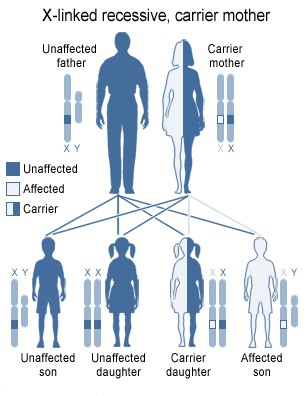 X-linked recessive, carrier mother
Unaffected
father
Carrier
mother
X Y
X X
Unaffected
Affected
Carrier
X Y
X X
X X
X Y
Unaffected
son
Unaffected
daughter
Carrier
daughter
Affected
son